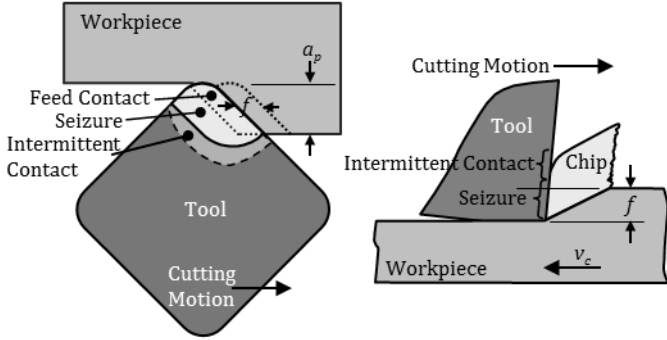 Workpiece
a_p
Feed Contact
f
Seizure
Intermittent
Contact
Tool
Cutting
Motion
Cutting Motion
Tool
Intermittent Contact
Chip
Seizure
f
v_c
Workpiece